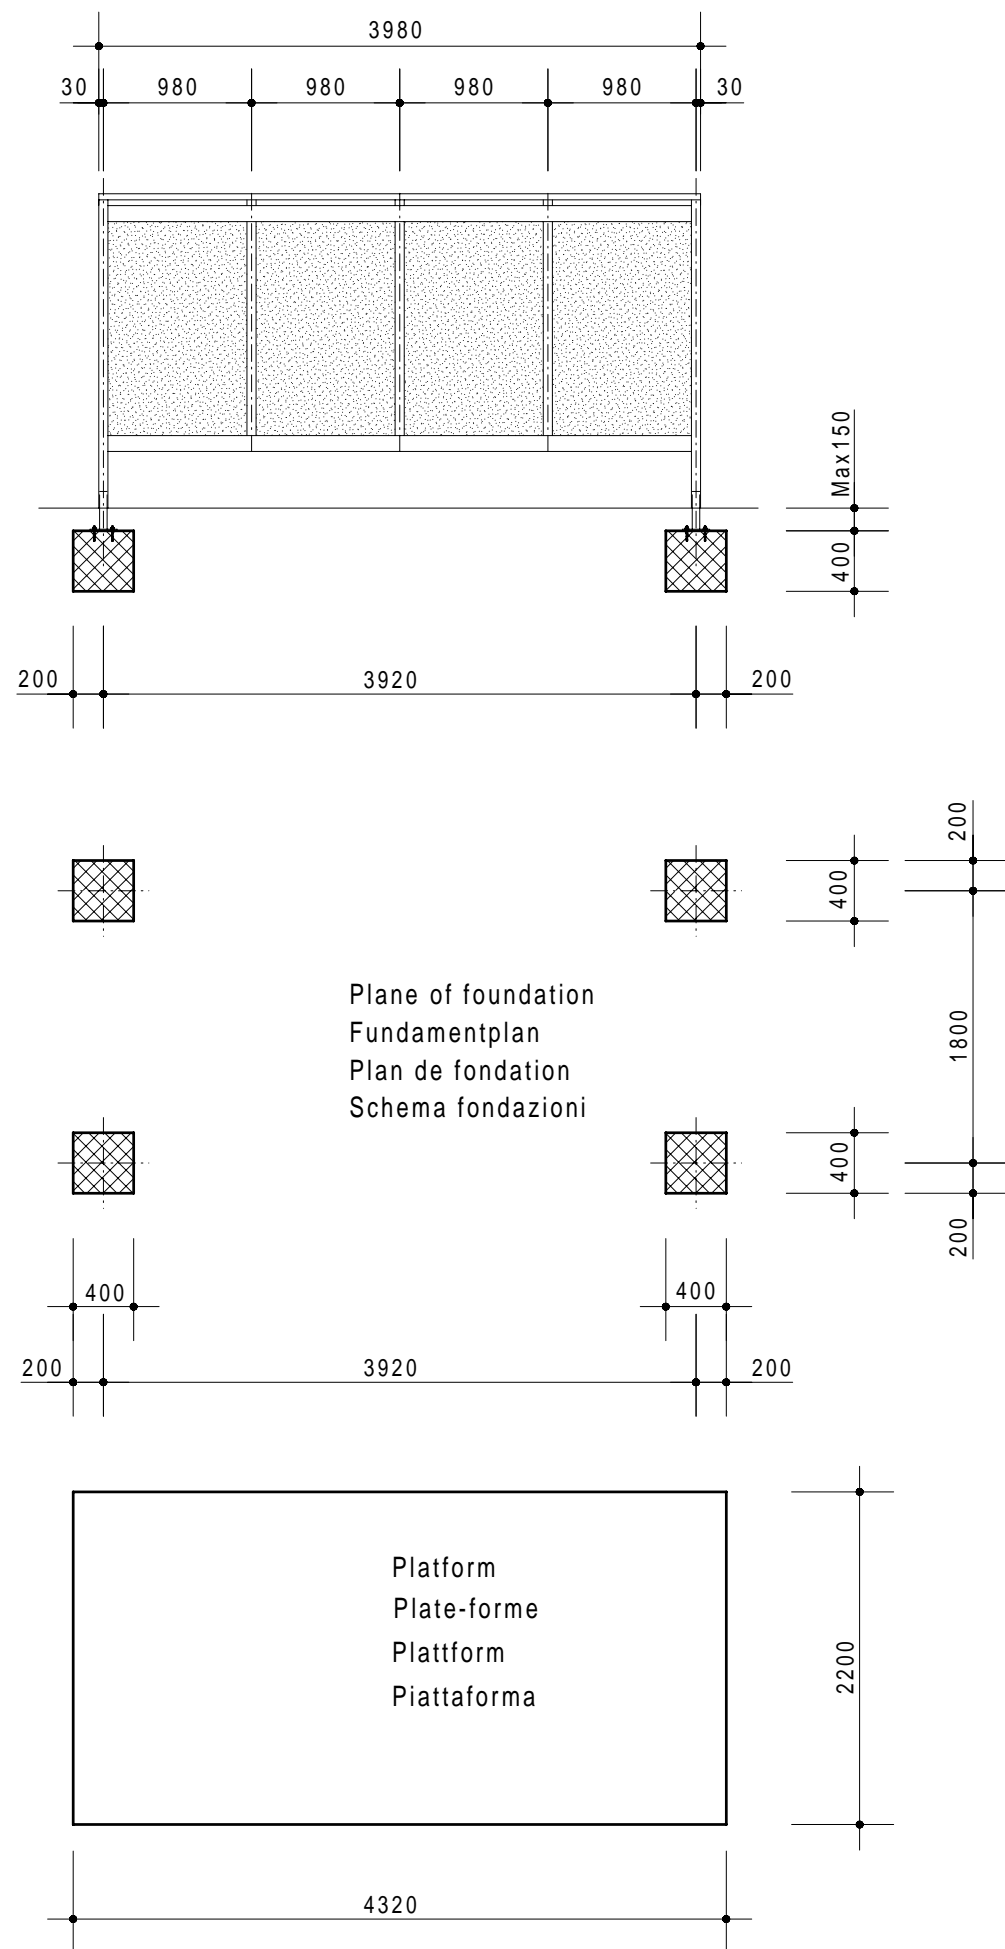 3980
30 980 980 980 980 30
Max150
400
200 3920 200
200
400
1800
Plane of foundation
Fundamentplan
Plan de fondation
Schema fondazioni
400
200
400 400
200 3920 200
Platform
Plate-forme
Plattform
Piattaforma
2200
4320